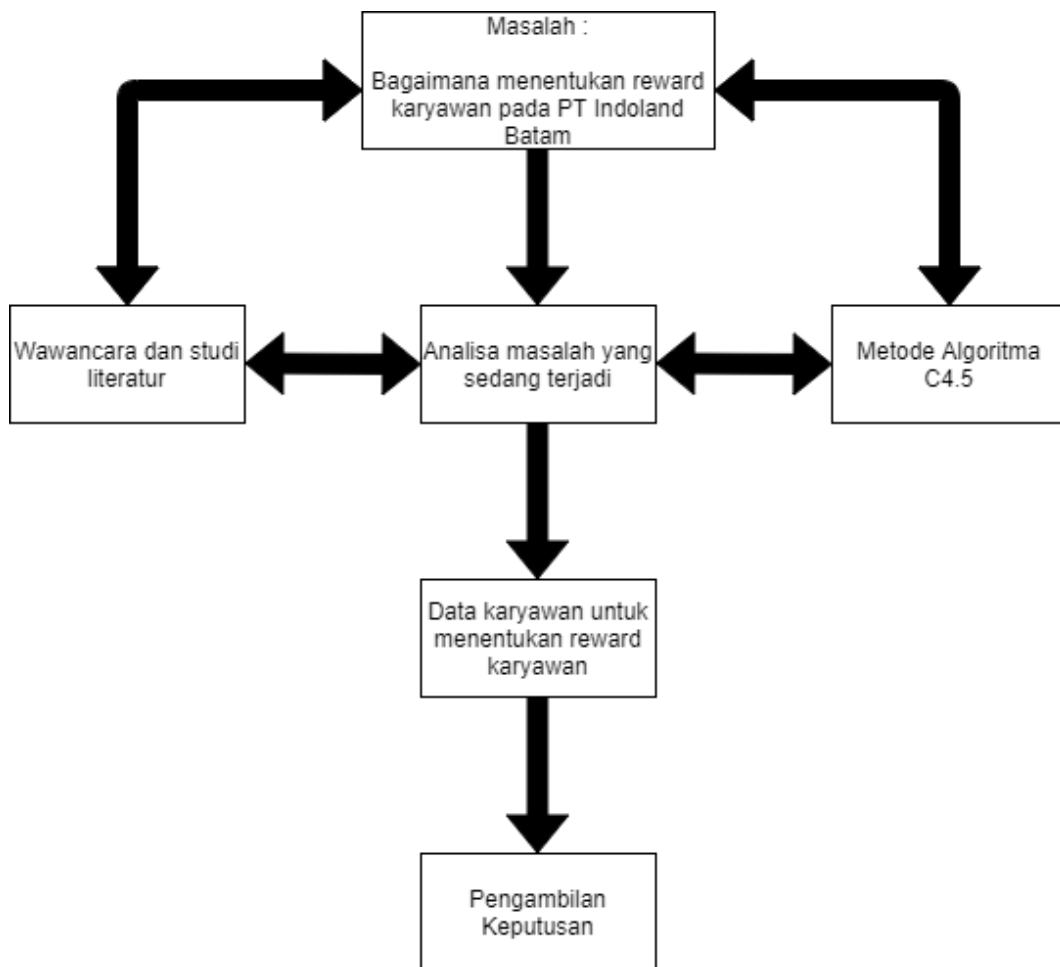 Masalah :
Bagaimana menentukan reward
karyawan pada PT Indoland
Batam
Wawancara dan studi
literatur
Analisa masalah yang
sedang terjadi
Metode Algoritma
C4.5
Data karyawan untuk
menentukan reward
karyawan
Pengambilan
Keputusan